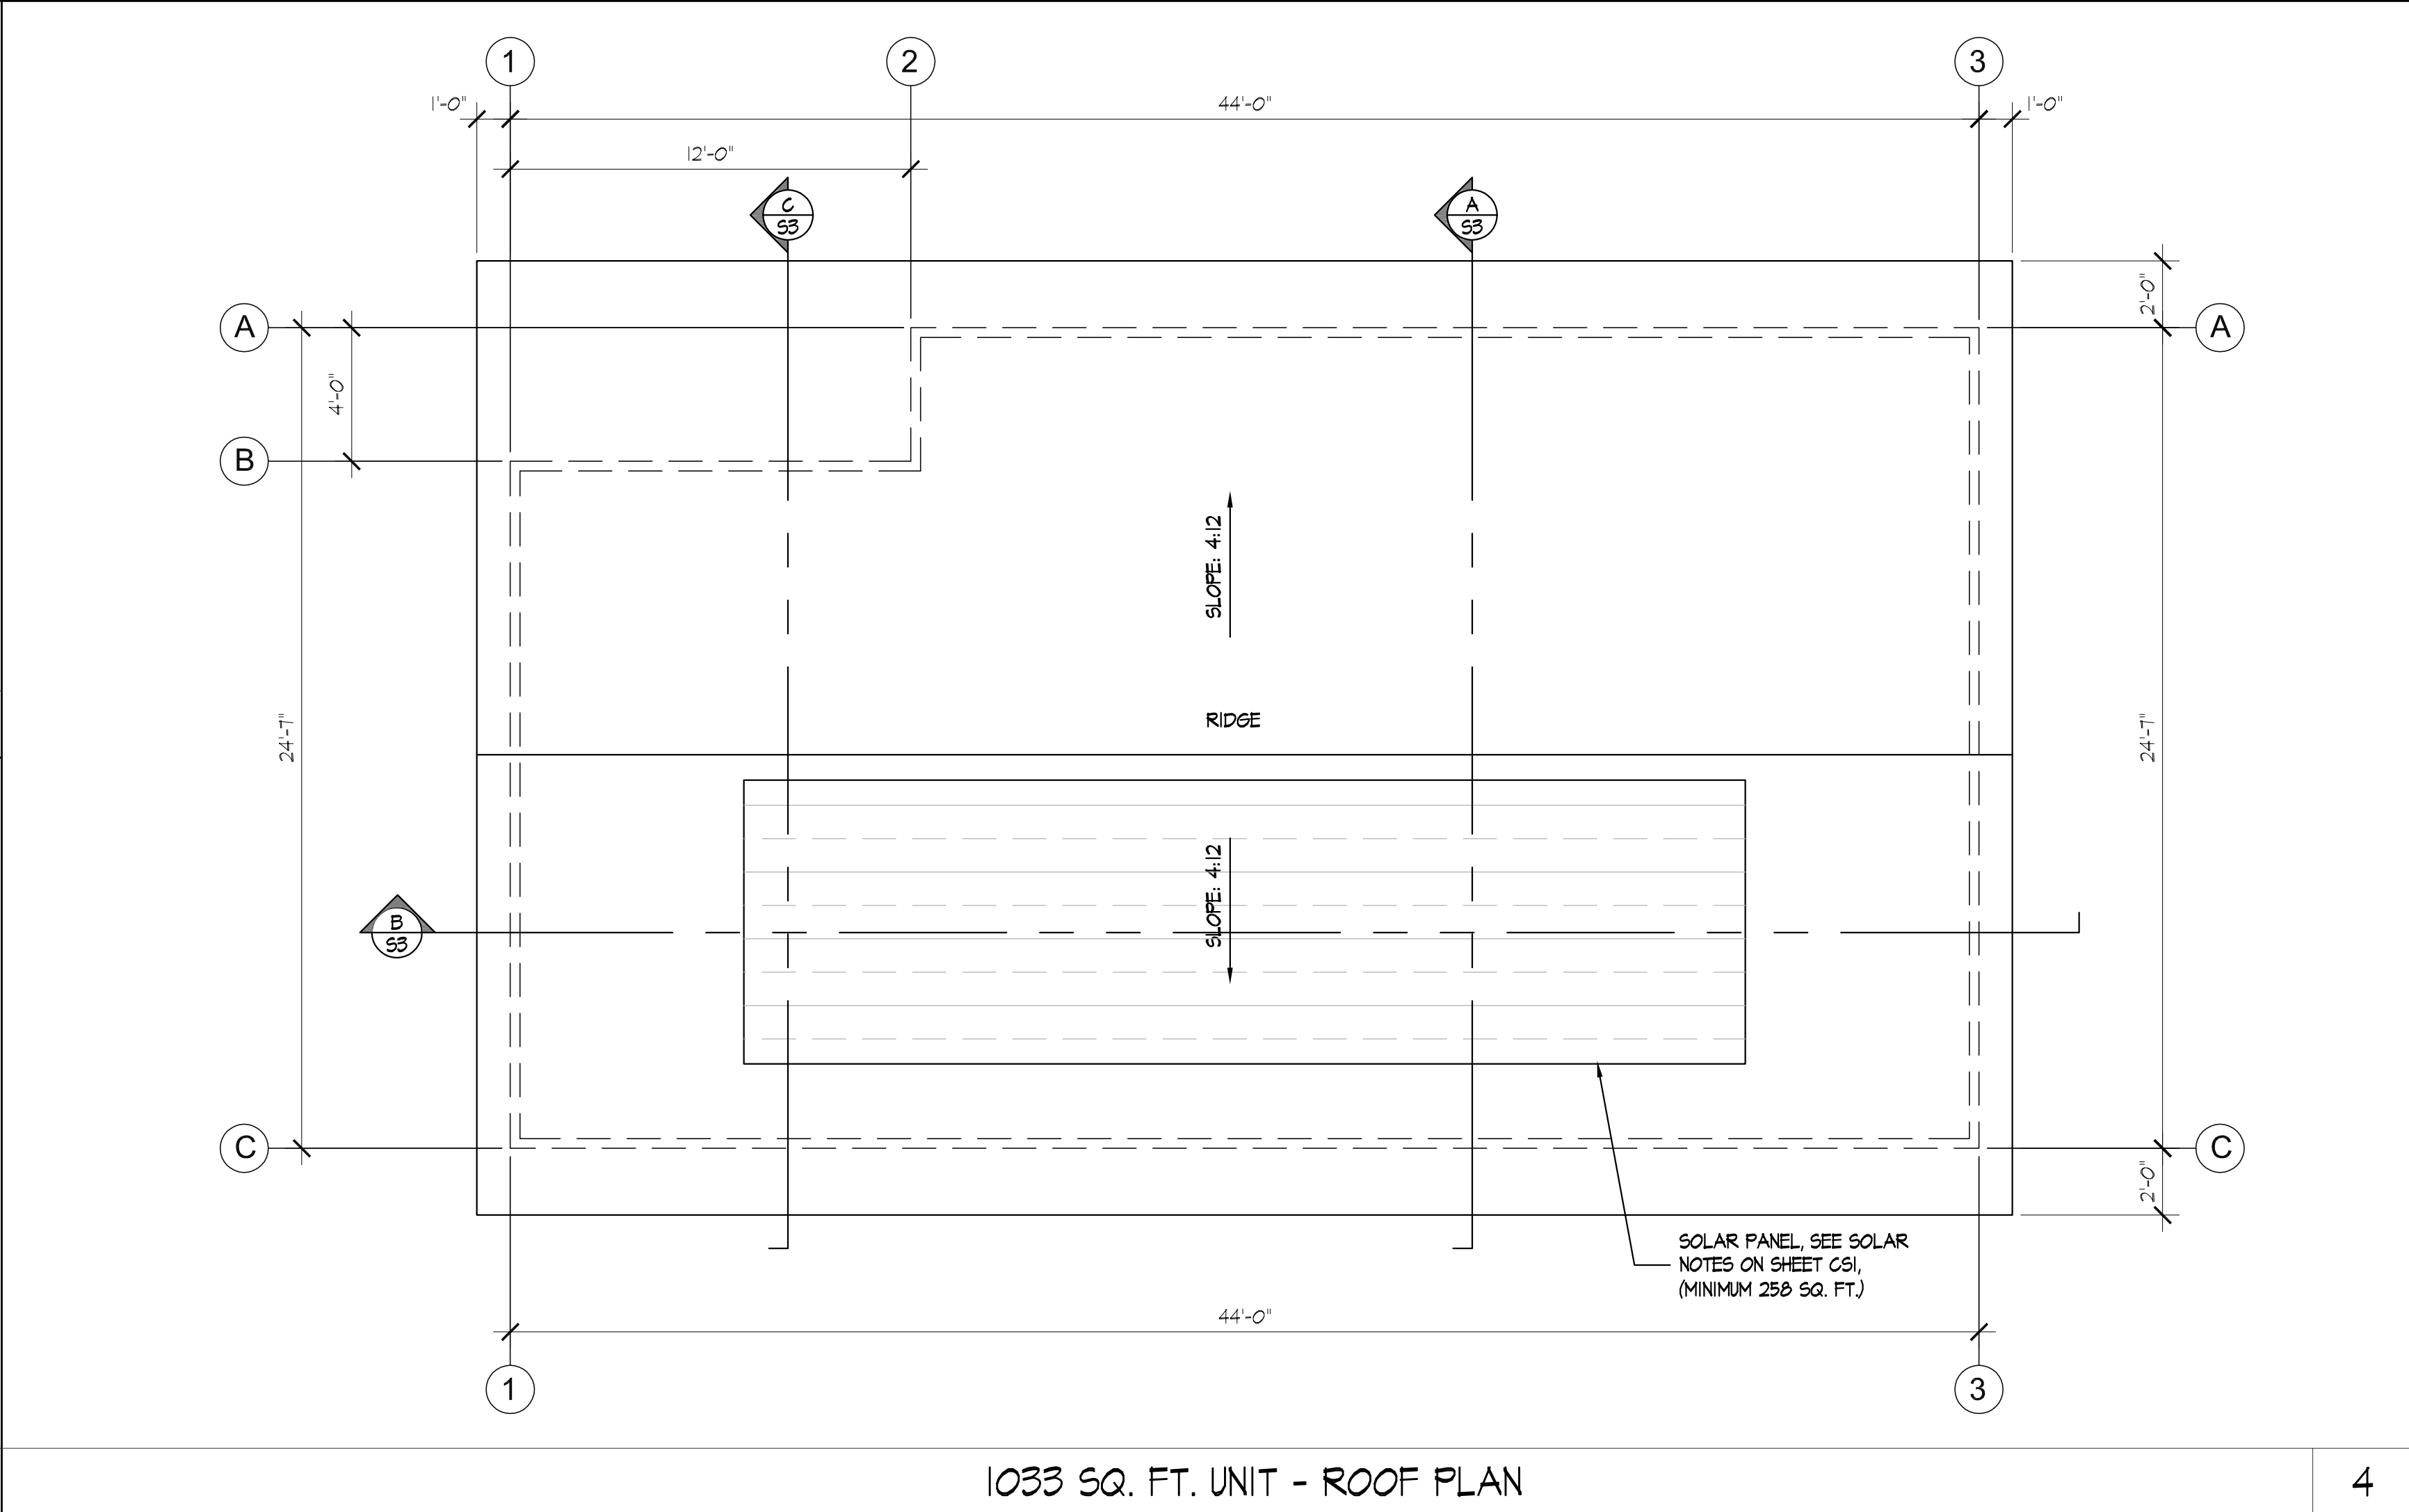 1
2
3
1'-0"
44'-0"
1'-0"
12'-0"
C
S3
A
S3
2'-0"
A
A
4'-0"
B
SLOPE: 4:12
24'-7"
RIDGE
24'-7"
SLOPE: 4:12
B
S3
C
C
2'-0"
SOLAR PANEL, SEE SOLAR
NOTES ON SHEET CS1,
(MINIMUM 258 SQ. FT.)
44'-0"
1
3
1033 SQ. FT. UNIT - ROOF PLAN
4